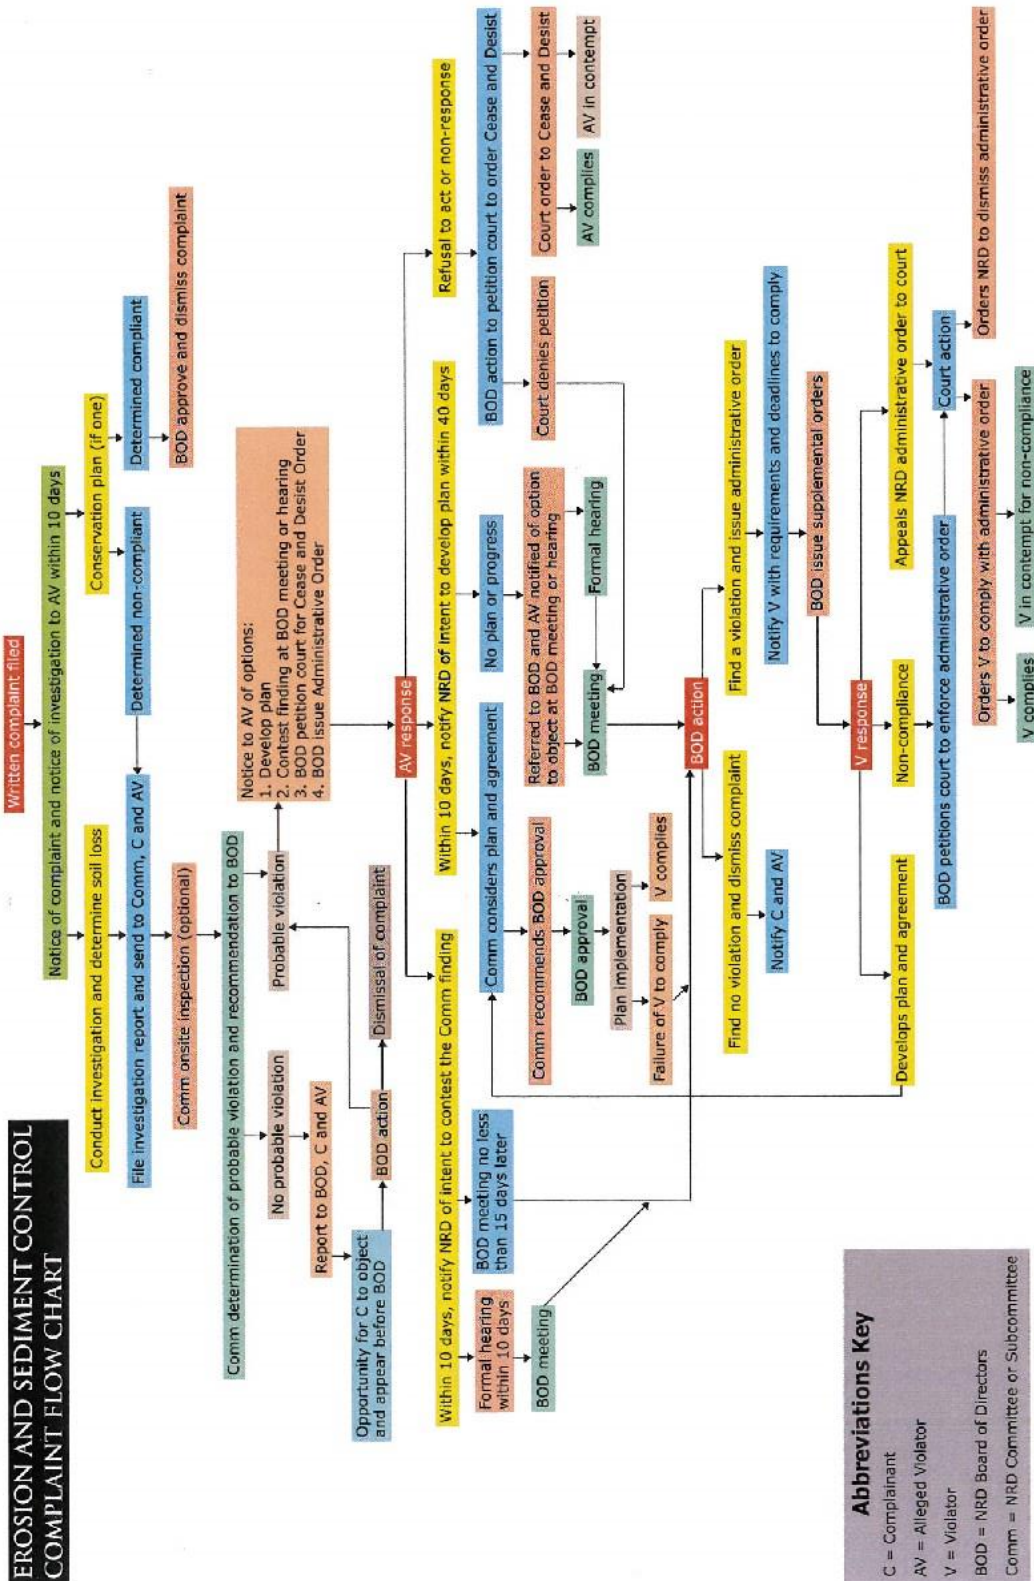 EROSION AND SEDIMENT CONTROL
COMPLAINT FLOW CHART
Written complaint filed
Notice of complaint and notice of investigation to AV within 10 days
Conduct investigation and determine soil loss
Conservation plan (if one)
File investigation report and send to Comm, C and AV
Determined non-compliant
Determined compliant
Comm onsite inspection (optional)
BOD approve and dismiss complaint
Comm determination of probable violation and recommendation to BOD
No probable violation
Probable violation
Notice to AV of options:
1. Develop plan
2. Contest finding at BOD meeting or hearing
3. BOD petition court for Cease and Desist Order
4. BOD issue Administrative Order
Report to BOD, C and AV
Opportunity for C to object
and appear before BOD
BOD action
Dismissal of complaint
AV response
Within 10 days, notify NRD of intent to contest the Comm finding
Within 10 days, notify NRD of Intent to develop plan within 40 days
Refusal to act or non-response
Formal hearing
within 10 days
BOD meeting no less
than 15 days later
Comm considers plan and agreement
No plan or progress
BOD action to petition court to order Cease and Desist
BOD meeting
Comm recommends BOD approval
Referred to BOD and AV notified of option
to object at BOD meeting or hearing
Court denies petition
Court order to Cease and Desist
BOD approval
BOD meeting
Formal hearing
AV complies
AV in contempt
Plan implementation
Failure of V to comply
V complies
BOD action
Find no violation and dismiss complaint
Find a violation and issue administrative order
Notify C and AV
Notify V with requirements and deadlines to comply
BOD issue supplemental orders
V response
Develops plan and agreement
Non-compliance
Appeals NRD administrative order to court
BOD petitions court to enforce administrative order
Court action
Orders V to comply with administrative order
Orders NRD to dismiss administrative order
V complies
V in contempt for non-compliance
Abbreviations Key
C = Complainant
AV = Alleged Violator
V = Violator
BOD = NRD Board of Directors
Comm = NRD Committee or Subcommittee